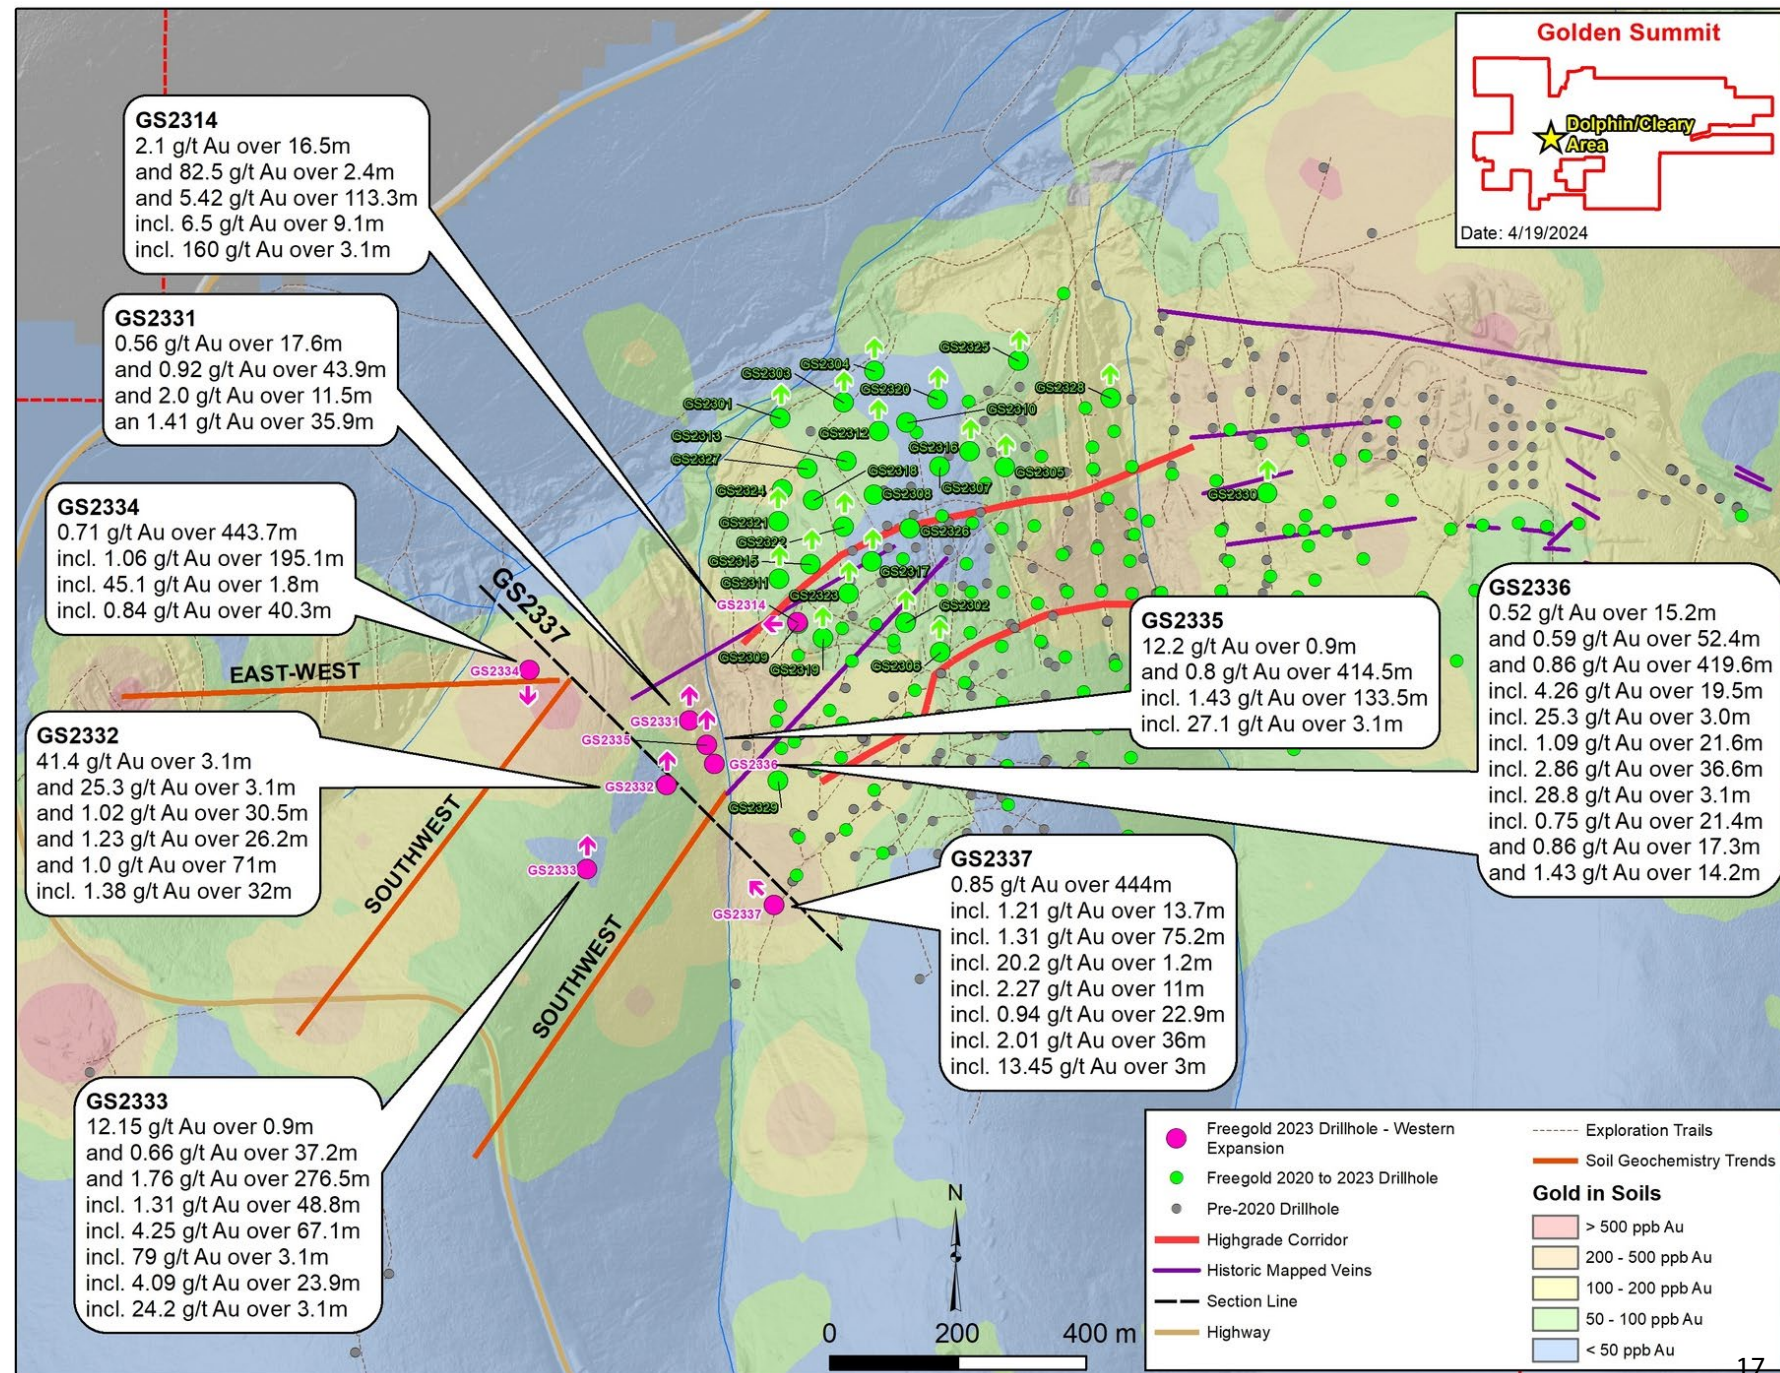 Golden Summit
Dolphin/Cleary
Area
Date: 4/19/2024
GS2314
2.1 g/t Au over 16.5m
and 82.5 g/t Au over 2.4m
and 5.42 g/t Au over 113.3m
incl. 6.5 g/t Au over 9.1m
incl. 160 g/t Au over 3.1m
GS2331
0.56 g/t Au over 17.6m
and 0.92 g/t Au over 43.9m
and 2.0 g/t Au over 11.5m
an 1.41 g/t Au over 35.9m
GS2334
0.71 g/t Au over 443.7m
incl. 1.06 g/t Au over 195.1m
incl. 45.1 g/t Au over 1.8m
incl. 0.84 g/t Au over 40.3m
GS2332
41.4 g/t Au over 3.1m
and 25.3 g/t Au over 3.1m
and 1.02 g/t Au over 30.5m
and 1.23 g/t Au over 26.2m
and 1.0 g/t Au over 71m
incl. 1.38 g/t Au over 32m
GS2333
12.15 g/t Au over 0.9m
and 0.66 g/t Au over 37.2m
and 1.76 g/t Au over 276.5m
incl. 1.31 g/t Au over 48.8m
incl. 4.25 g/t Au over 67.1m
incl. 79 g/t Au over 3.1m
incl. 4.09 g/t Au over 23.9m
incl. 24.2 g/t Au over 3.1m
GS2325
GS2304
GS2303
GS2320
GS2328
GS2301
GS2310
GS2312
GS2313
GS2316
GS2327
GS2318
GS2305
GS2324
GS2308
GS2307
GS2330
GS2321
GS2322
GS2326
GS2315
GS2317
GS2311
GS2323
GS2314
GS2302
GS2309
GS2319
GS2306
GS2337
EAST-WEST
GS2334
GS2331
GS2335
GS2336
GS2332
GS2329
SOUTHWEST
GS2333
GS2337
SOUTHWEST
GS2335
12.2 g/t Au over 0.9m
and 0.8 g/t Au over 414.5m
incl. 1.43 g/t Au over 133.5m
incl. 27.1 g/t Au over 3.1m
GS2336
0.52 g/t Au over 15.2m
and 0.59 g/t Au over 52.4m
and 0.86 g/t Au over 419.6m
incl. 4.26 g/t Au over 19.5m
incl. 25.3 g/t Au over 3.0m
incl. 1.09 g/t Au over 21.6m
incl. 2.86 g/t Au over 36.6m
incl. 28.8 g/t Au over 3.1m
incl. 0.75 g/t Au over 21.4m
and 0.86 g/t Au over 17.3m
and 1.43 g/t Au over 14.2m
GS2337
0.85 g/t Au over 444m
incl. 1.21 g/t Au over 13.7m
incl. 1.31 g/t Au over 75.2m
incl. 20.2 g/t Au over 1.2m
incl. 2.27 g/t Au over 11m
incl. 0.94 g/t Au over 22.9m
incl. 2.01 g/t Au over 36m
incl. 13.45 g/t Au over 3m
N
0 200 400 m
Freegold 2023 Drillhole - Western
Expansion
Freegold 2020 to 2023 Drillhole
Pre-2020 Drillhole
Highgrade Corridor
Historic Mapped Veins
Section Line
Highway
Exploration Trails
Soil Geochemistry Trends
Gold in Soils
> 500 ppb Au
200 - 500 ppb Au
100 - 200 ppb Au
50 - 100 ppb Au
< 50 ppb Au
17